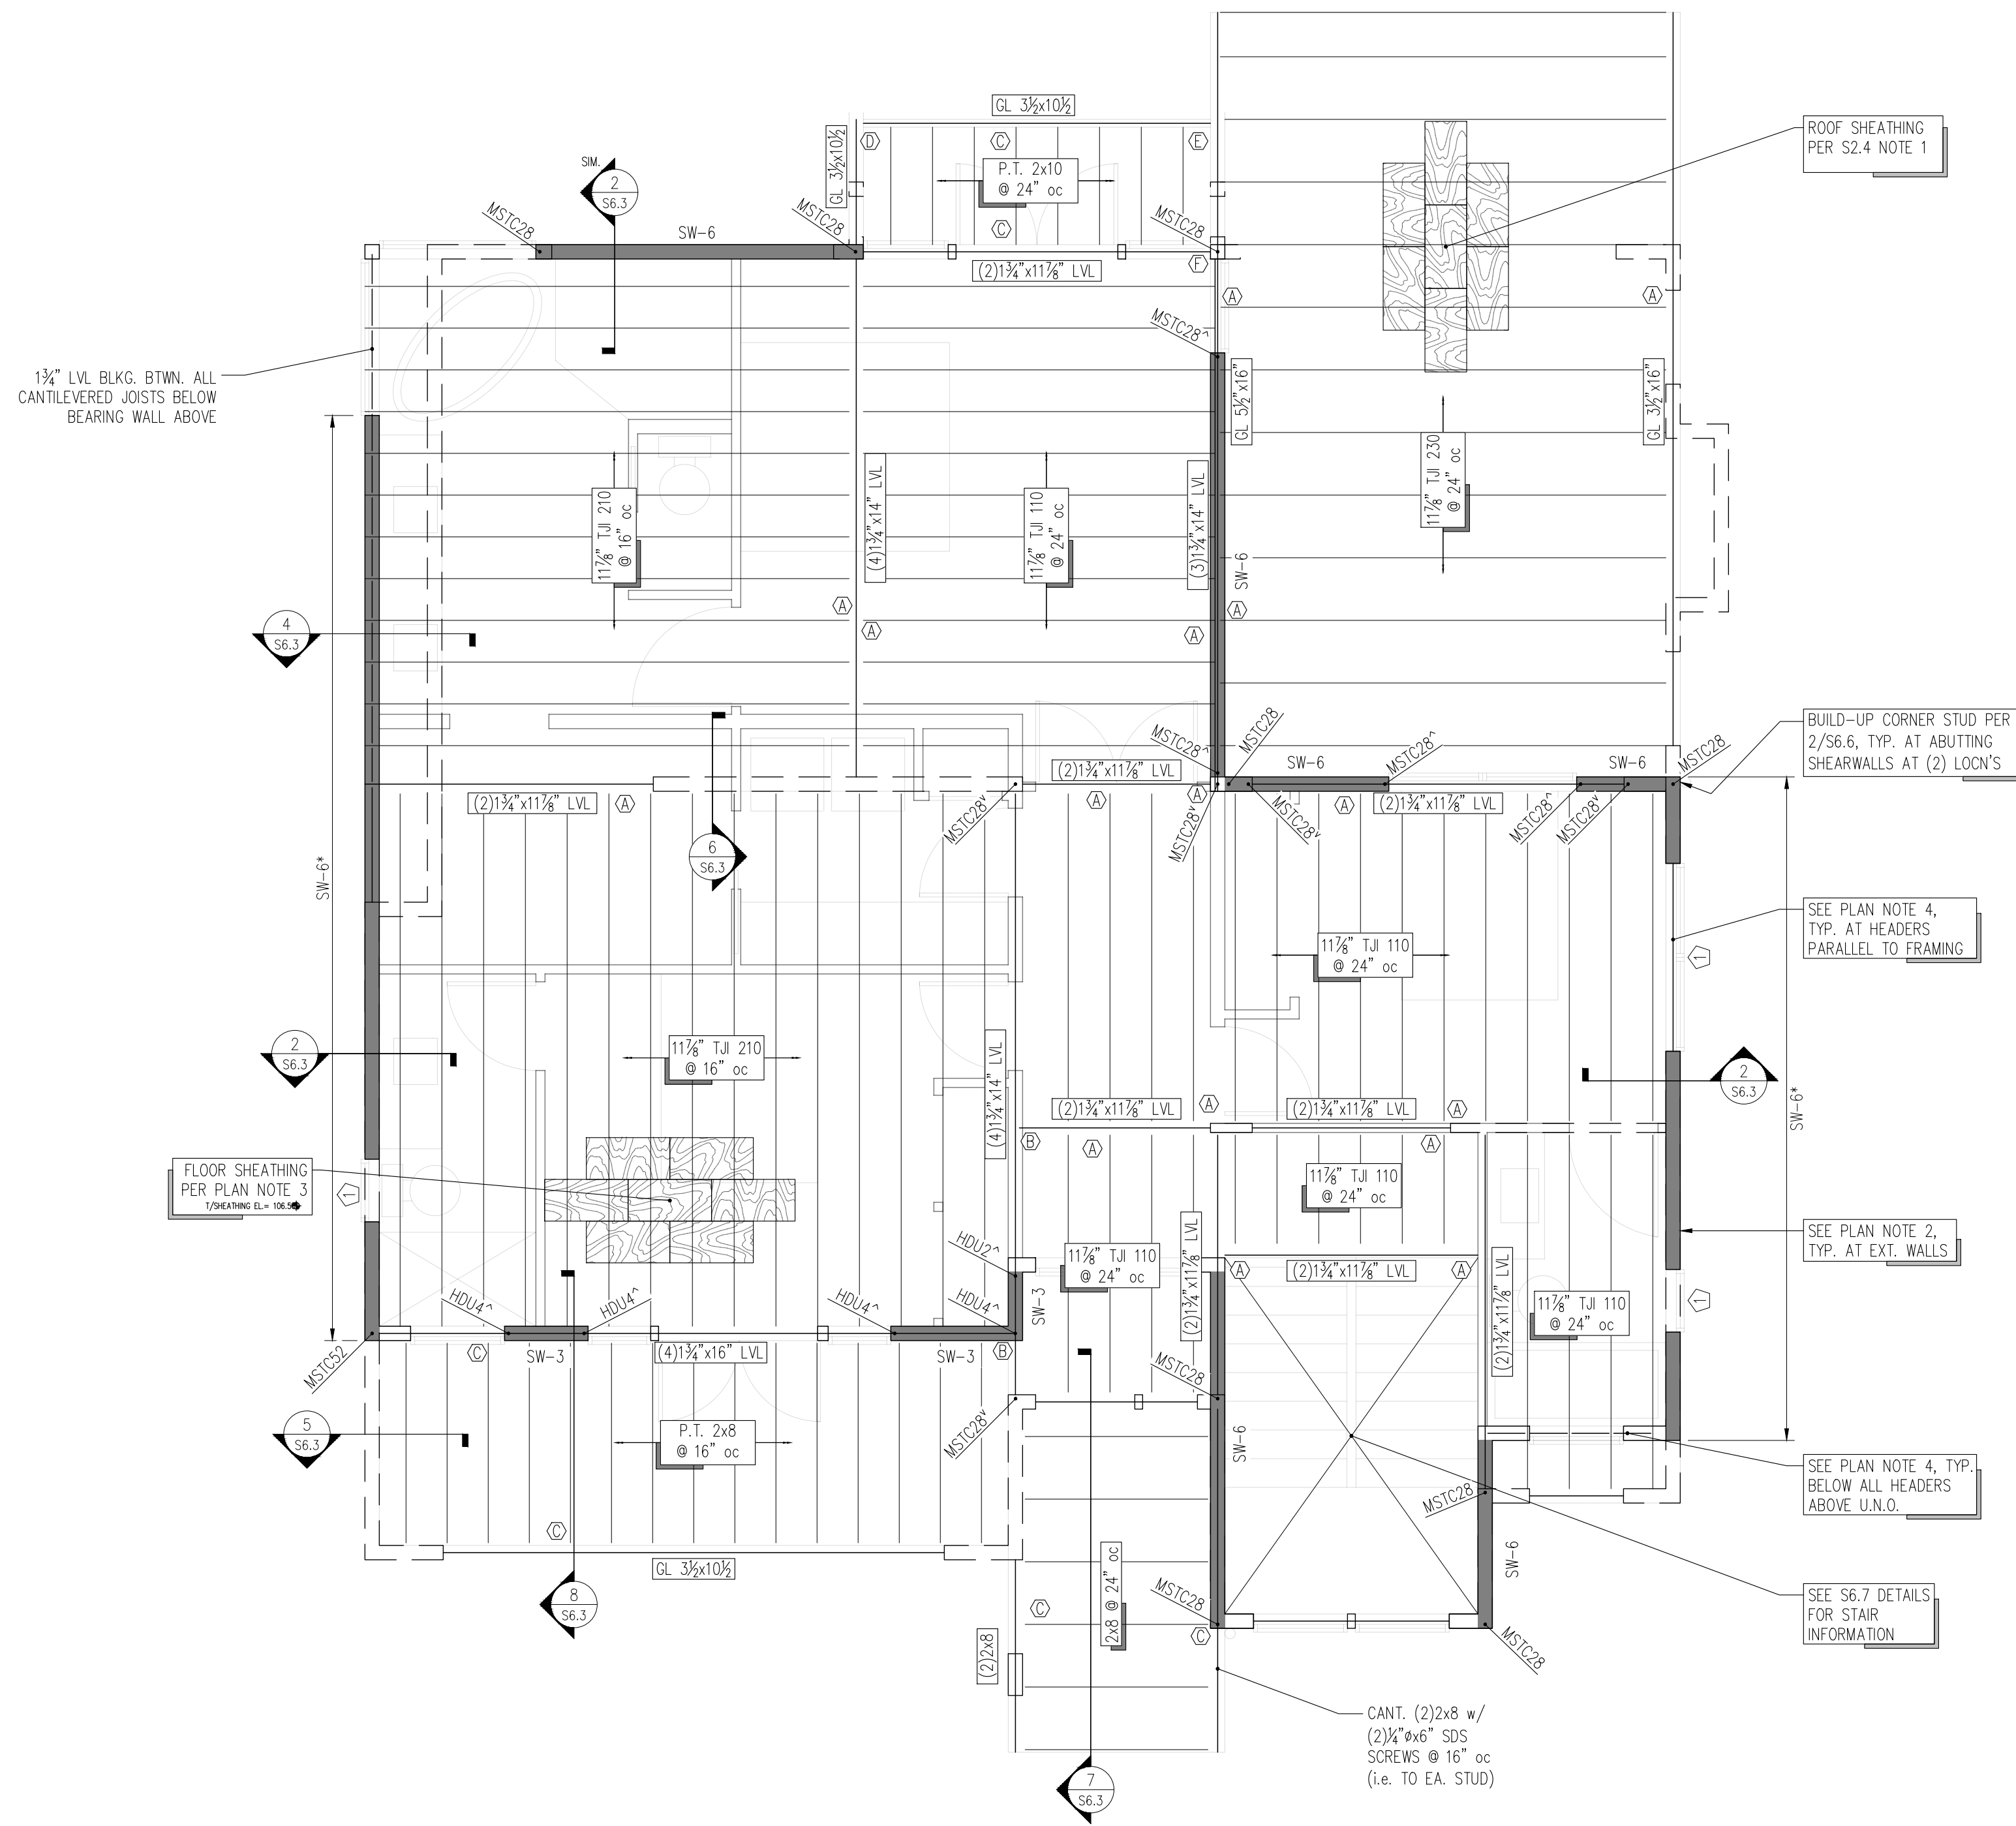 GL 3½x10½
GL 3½x10½
D
C
E
P.T. 2x10
@ 24" oc
C
ROOF SHEATHING
PER S2.4 NOTE 1
SIM.
2
S6.3
MSTC28
SW-6
MSTC28
MSTC28
(2)1¾"x11⅞" LVL
F
A
A
MSTC28^
1¾" LVL BLKG. BTWN. ALL
CANTILEVERED JOISTS BELOW
BEARING WALL ABOVE
GL 5½"x16"
GL 3½"x16"
11⅞" TJI 210
@ 16" oc
(4)1¾"x14" LVL
11⅞" TJI 110
@ 24" oc
(3)1¾"x14" LVL
11⅞" TJI 230
@ 24" oc
SW-6
A
A
A
A
4
S6.3
MSTC28^
MSTC28
SW-6
MSTC28^
SW-6
MSTC28
BUILD-UP CORNER STUD PER
2/S6.6, TYP. AT ABUTTING
SHEARWALLS AT (2) LOCN'S
(2)1¾"x11⅞" LVL
(2)1¾"x11⅞" LVL
A
A
A
A
(2)1¾"x11⅞" LVL
MSTC28ᵛ
MSTC28ᵛ
MSTC28ᵛ
MSTC28^
MSTC28ᵛ
6
S6.3
SW-6*
SEE PLAN NOTE 4,
TYP. AT HEADERS
PARALLEL TO FRAMING
1
11⅞" TJI 110
@ 24" oc
2
S6.3
11⅞" TJI 210
@ 16" oc
(4)1¾"x14" LVL
2
S6.3
SW-6*
(2)1¾"x11⅞" LVL
A
(2)1¾"x11⅞" LVL
A
B
A
A
FLOOR SHEATHING
PER PLAN NOTE 3
1
11⅞" TJI 110
@ 24" oc
SEE PLAN NOTE 2,
TYP. AT EXT. WALLS
HDU2^
11⅞" TJI 110
@ 24" oc
(2)1¾"x11⅞" LVL
A
(2)1¾"x11⅞" LVL
A
(2)1¾"x11⅞" LVL
11⅞" TJI 110
@ 24" oc
1
HDU4^
HDU4^
HDU4^
HDU4^
SW-3
MSTC52
C
SW-3
(4)1¾"x16" LVL
SW-3
B
MSTC28
MSTC28ᵛ
5
S6.3
P.T. 2x8
@ 16" oc
SW-6
SEE PLAN NOTE 4, TYP.
BELOW ALL HEADERS
ABOVE U.N.O.
MSTC28
C
GL 3½x10½
8
S6.3
2x8 @ 24" oc
C
MSTC28
C
SW-6
MSTC28
(2)2x8
SEE S6.7 DETAILS
FOR STAIR
INFORMATION
CANT. (2)2x8 w/
(2)¼"øx6" SDS
SCREWS @ 16" oc
(i.e. TO EA. STUD)
7
S6.3